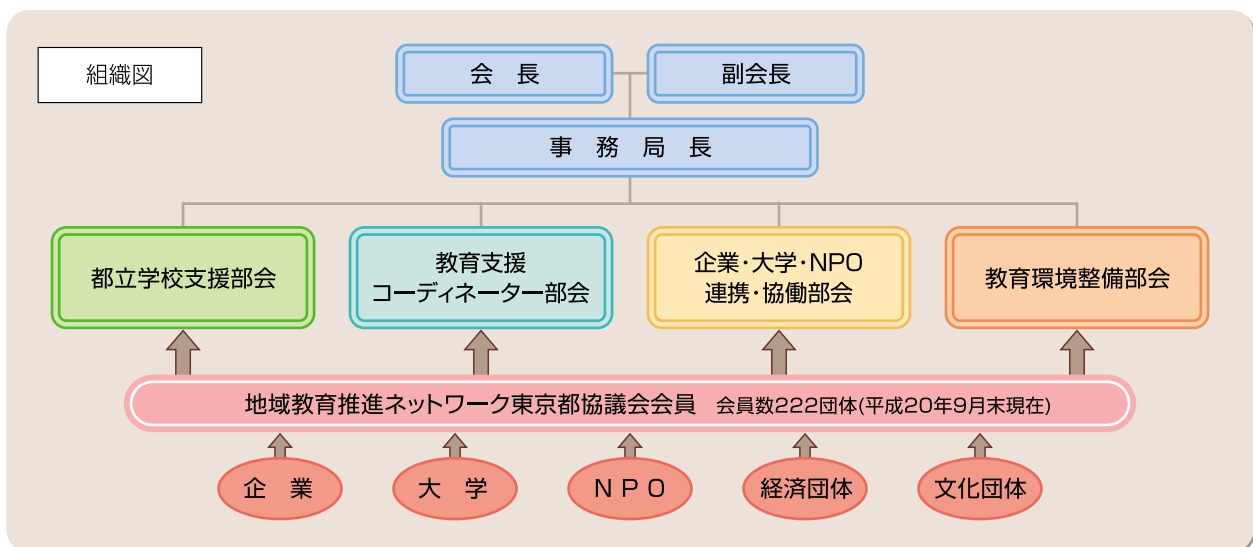 組織図
会　長
副会長
事　務　局　長
都立学校支援部会
教育支援
コーディネーター部会
企業・大学・NPO
連携・協働部会
教育環境整備部会
地域教育推進ネットワーク東京都協議会会員　会員数222団体(平成20年9月末現在)
企　業
大　学
N P O
経済団体
文化団体